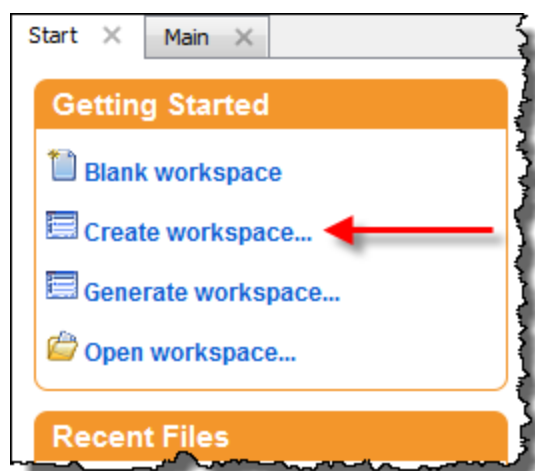 Start Main
Getting Started
Blank workspace
Create workspace...
Generate workspace...
Open workspace...
Recent Files